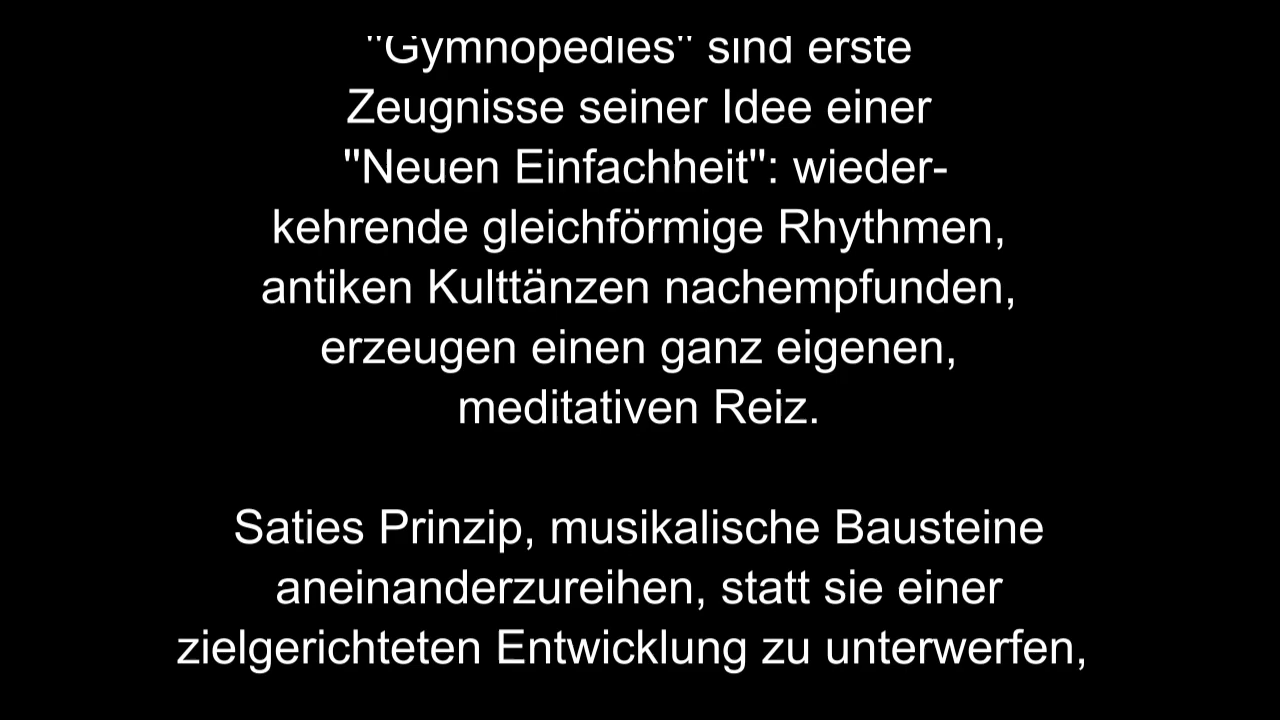 "Gymnopedies" sind erste
Zeugnisse seiner Idee einer
"Neuen Einfachheit": wieder-
kehrende gleichförmige Rhythmen,
antiken Kulttänzen nachempfunden,
erzeugen einen ganz eigenen,
meditativen Reiz.
Saties Prinzip, musikalische Bausteine
aneinanderzureihen, statt sie einer
zielgerichteten Entwicklung zu unterwerfen,